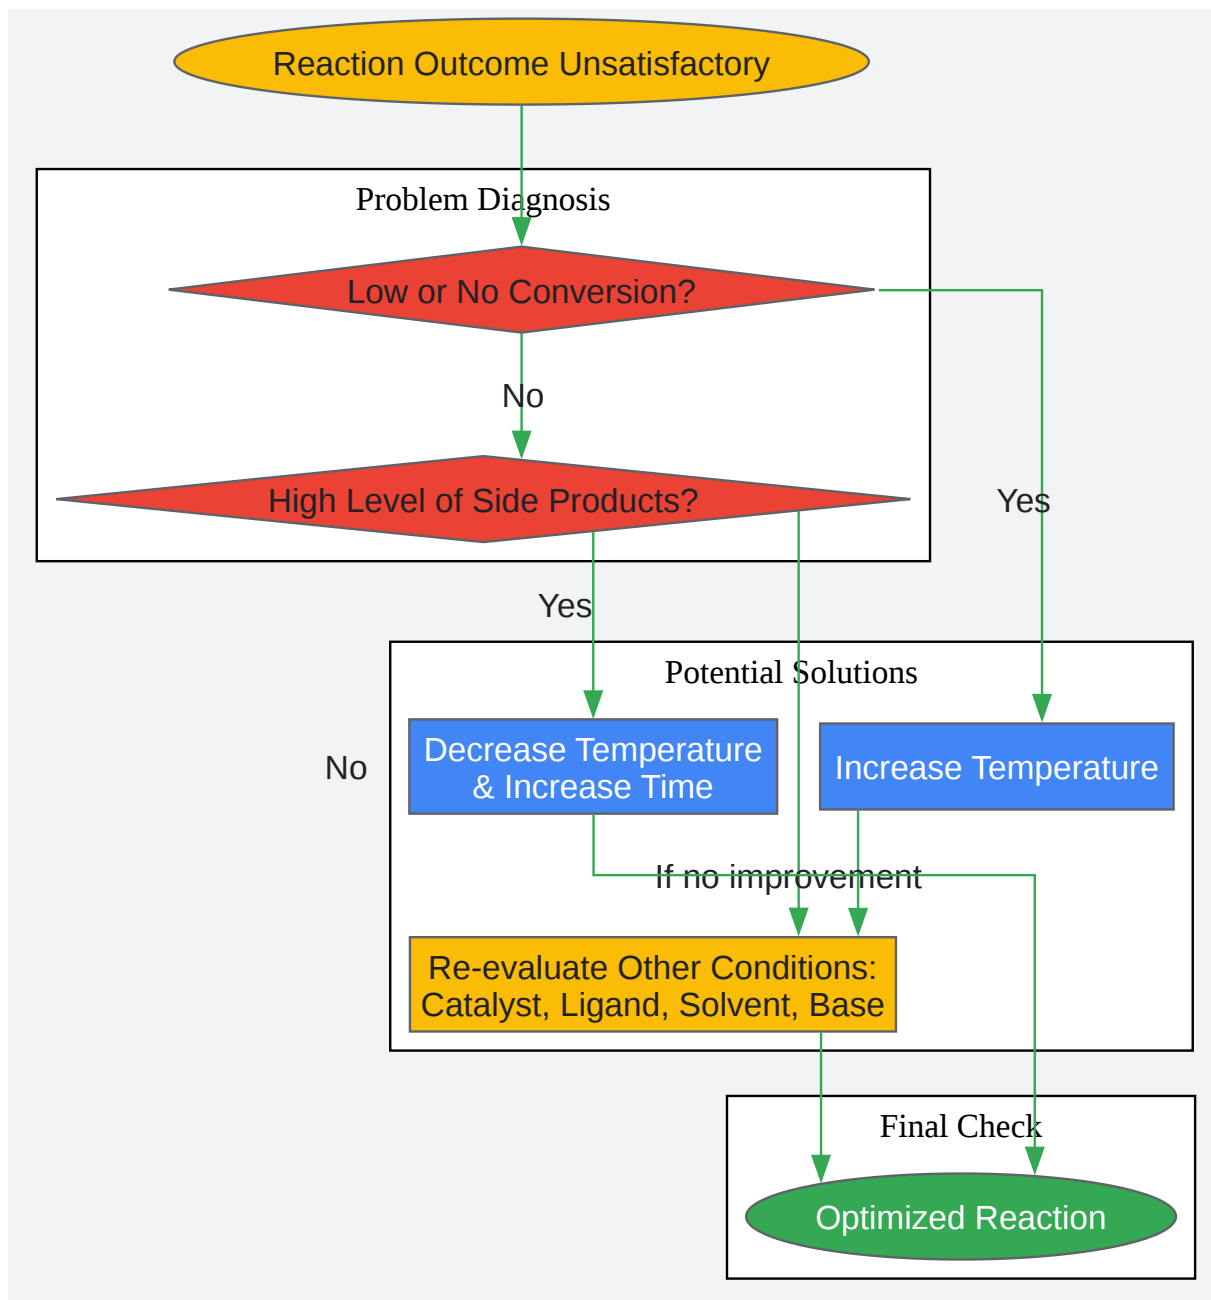 Reaction Outcome Unsatisfactory
Problem Diagnosis
Low or No Conversion?
No
High Level of Side Products?
Yes
Yes
Potential Solutions
Decrease Temperature
& Increase Time
Increase Temperature
No
If no improvement
Re-evaluate Other Conditions:
Catalyst, Ligand, Solvent, Base
Final Check
Optimized Reaction